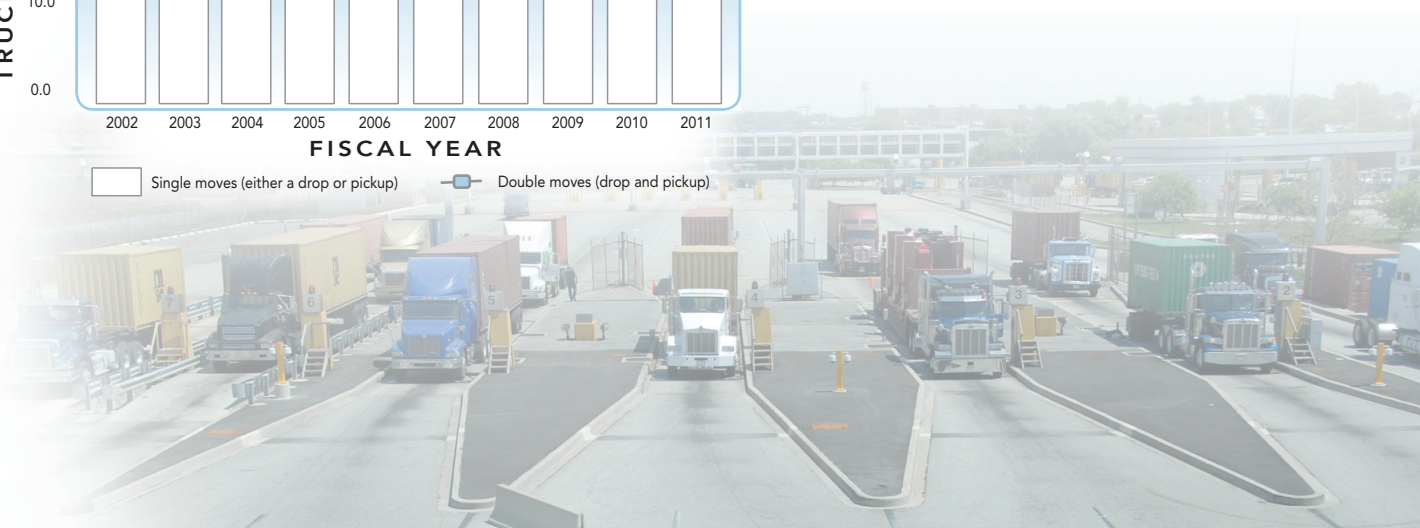 10.0
0.0
2002 2003 2004 2005 2006 2007 2008 2009 2010 2011
FISCAL YEAR
Single moves (either a drop or pickup) Double moves (drop and pickup)
7 6 5 4 3 2